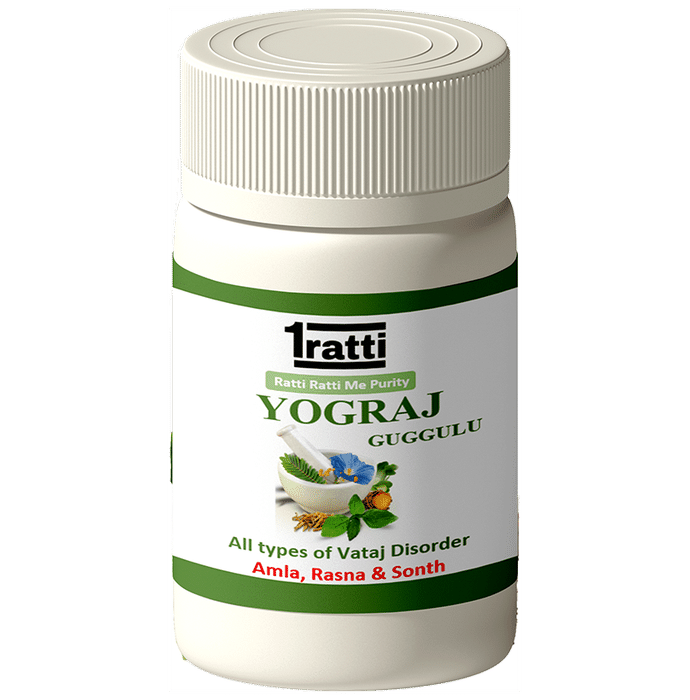 1ratti
Ratti Ratti Me Purity
YOGRAJ
GUGGULU
All types of Vataj Disorder
Amla, Rasna & Sonth